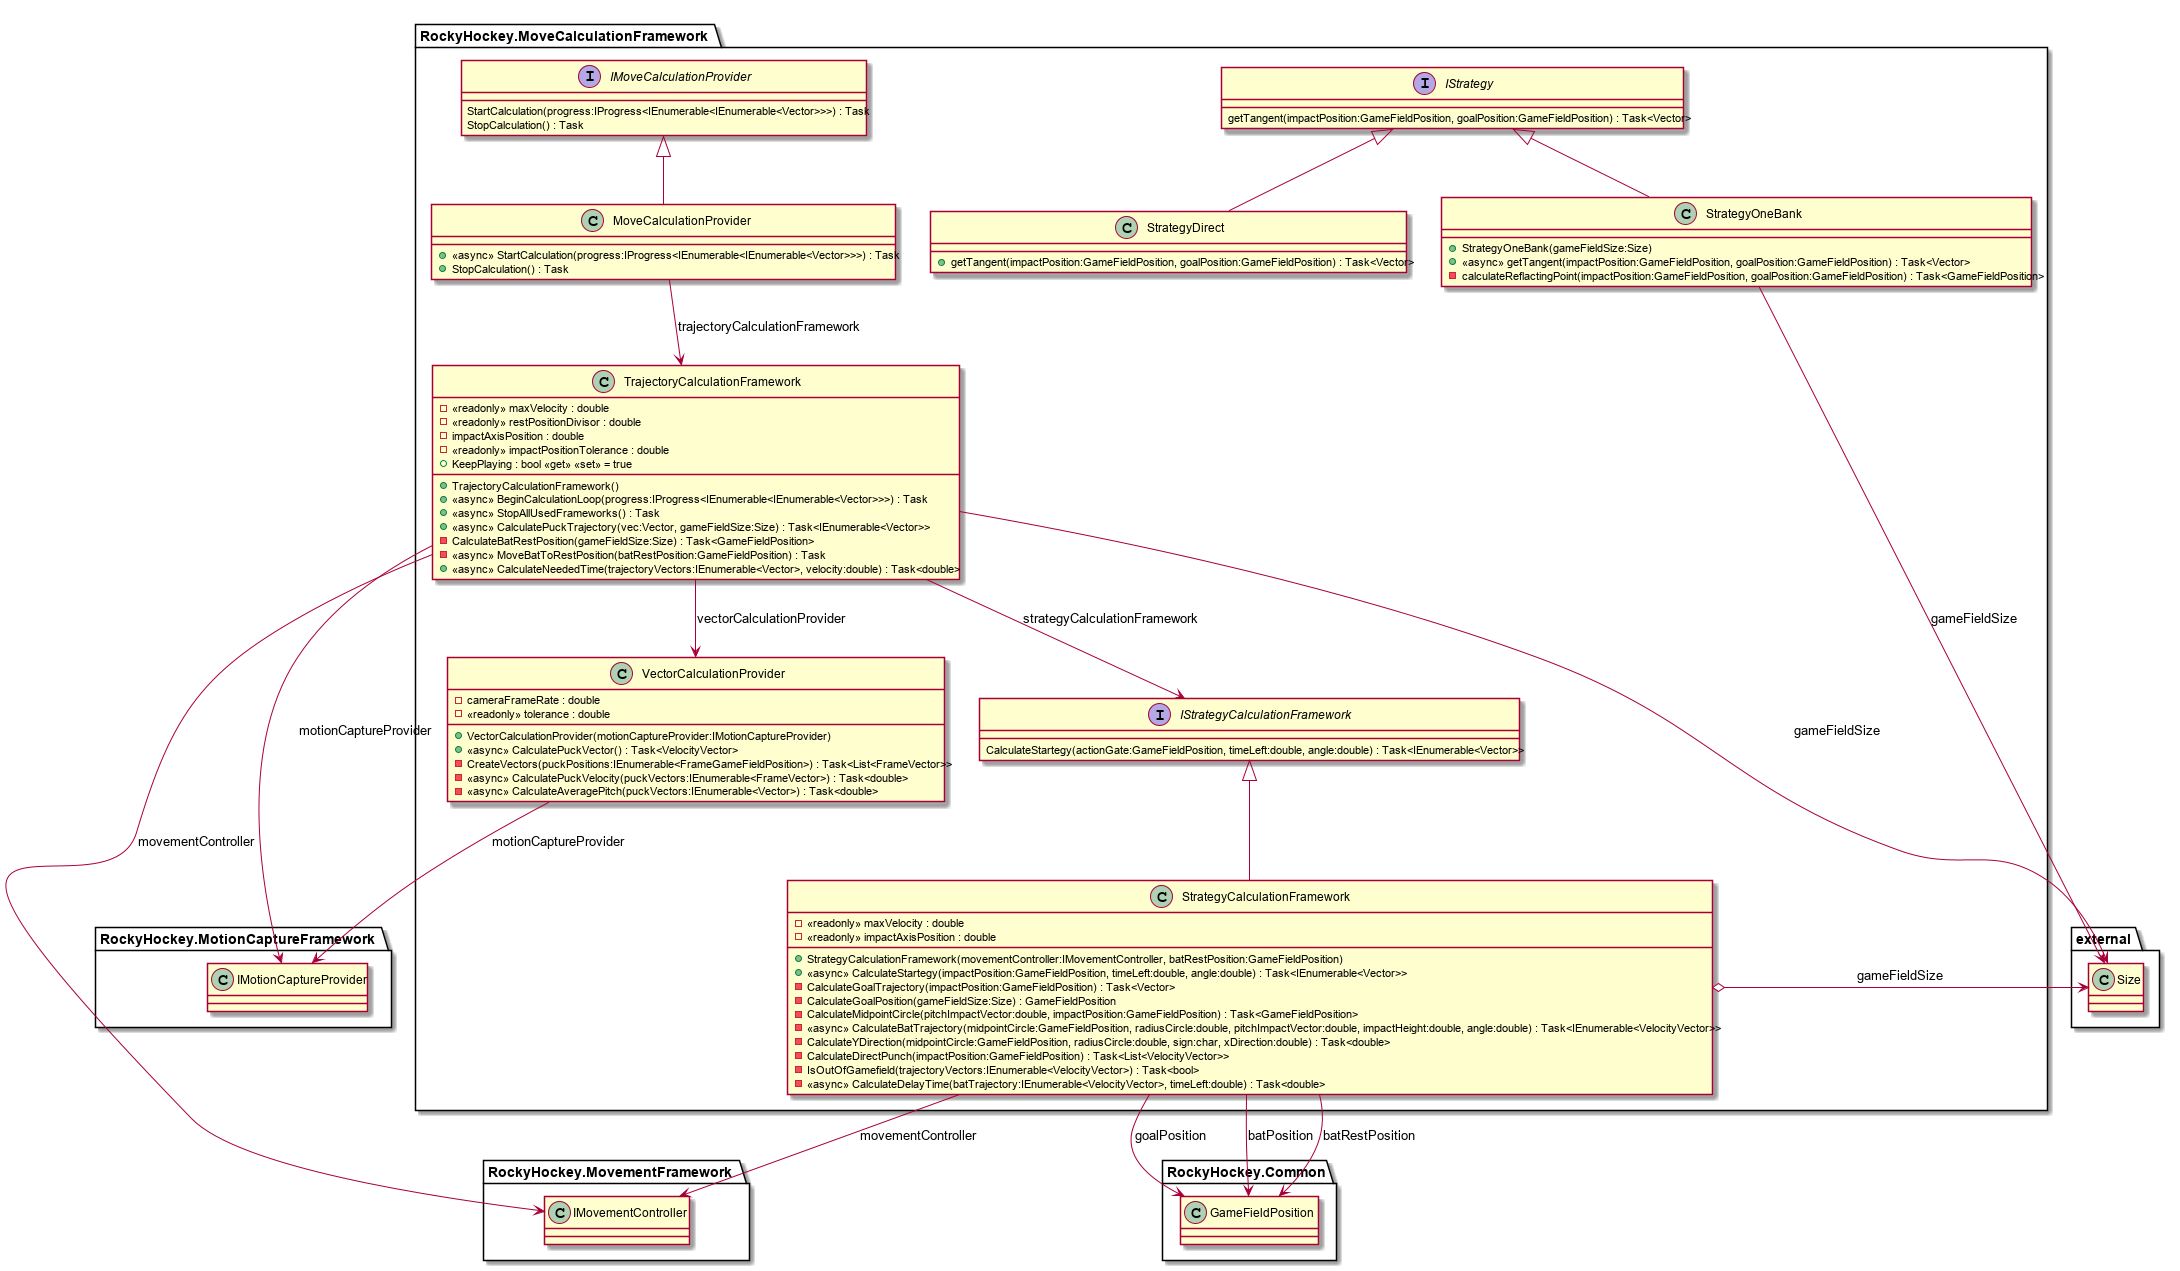 RockyHockey.MoveCalculationFramework
I IMoveCalculationProvider
StartCalculation(progress:IProgress<IEnumerable<IEnumerable<Vector>>>) : Task
StopCalculation() : Task
I IStrategy
getTangent(impactPosition:GameFieldPosition, goalPosition:GameFieldPosition) : Task<Vector>
C MoveCalculationProvider
«async» StartCalculation(progress:IProgress<IEnumerable<IEnumerable<Vector>>>) : Task
StopCalculation() : Task
C StrategyDirect
getTangent(impactPosition:GameFieldPosition, goalPosition:GameFieldPosition) : Task<Vector>
C StrategyOneBank
StrategyOneBank(gameFieldSize:Size)
«async» getTangent(impactPosition:GameFieldPosition, goalPosition:GameFieldPosition) : Task<Vector>
calculateReflactingPoint(impactPosition:GameFieldPosition, goalPosition:GameFieldPosition) : Task<GameFieldPosition>
trajectoryCalculationFramework
C TrajectoryCalculationFramework
«readonly» maxVelocity : double
«readonly» restPositionDivisor : double
impactAxisPosition : double
«readonly» impactPositionTolerance : double
KeepPlaying : bool «get» «set» = true
TrajectoryCalculationFramework()
«async» BeginCalculationLoop(progress:IProgress<IEnumerable<IEnumerable<Vector>>>) : Task
«async» StopAllUsedFrameworks() : Task
«async» CalculatePuckTrajectory(vec:Vector, gameFieldSize:Size) : Task<IEnumerable<Vector>>
CalculateBatRestPosition(gameFieldSize:Size) : Task<GameFieldPosition>
«async» MoveBatToRestPosition(batRestPosition:GameFieldPosition) : Task
«async» CalculateNeededTime(trajectoryVectors:IEnumerable<Vector>, velocity:double) : Task<double>
vectorCalculationProvider
strategyCalculationFramework
gameFieldSize
C VectorCalculationProvider
cameraFrameRate : double
«readonly» tolerance : double
VectorCalculationProvider(motionCaptureProvider:IMotionCaptureProvider)
«async» CalculatePuckVector() : Task<VelocityVector>
CreateVectors(puckPositions:IEnumerable<FrameGameFieldPosition>) : Task<List<FrameVector>>
«async» CalculatePuckVelocity(puckVectors:IEnumerable<FrameVector>) : Task<double>
«async» CalculateAveragePitch(puckVectors:IEnumerable<Vector>) : Task<double>
I IStrategyCalculationFramework
CalculateStartegy(actionGate:GameFieldPosition, timeLeft:double, angle:double) : Task<IEnumerable<Vector>>
motionCaptureProvider
gameFieldSize
movementController
motionCaptureProvider
C StrategyCalculationFramework
«readonly» maxVelocity : double
«readonly» impactAxisPosition : double
StrategyCalculationFramework(movementController:IMovementController, batRestPosition:GameFieldPosition)
«async» CalculateStartegy(impactPosition:GameFieldPosition, timeLeft:double, angle:double) : Task<IEnumerable<Vector>>
CalculateGoalTrajectory(impactPosition:GameFieldPosition) : Task<Vector>
CalculateGoalPosition(gameFieldSize:Size) : GameFieldPosition
CalculateMidpointCircle(pitchImpactVector:double, impactPosition:GameFieldPosition) : Task<GameFieldPosition>
«async» CalculateBatTrajectory(midpointCircle:GameFieldPosition, radiusCircle:double, pitchImpactVector:double, impactHeight:double, angle:double) : Task<IEnumerable<VelocityVector>>
CalculateYDirection(midpointCircle:GameFieldPosition, radiusCircle:double, sign:char, xDirection:double) : Task<double>
CalculateDirectPunch(impactPosition:GameFieldPosition) : Task<List<VelocityVector>>
IsOutOfGamefield(trajectoryVectors:IEnumerable<VelocityVector>) : Task<bool>
«async» CalculateDelayTime(batTrajectory:IEnumerable<VelocityVector>, timeLeft:double) : Task<double>
RockyHockey.MotionCaptureFramework
C IMotionCaptureProvider
gameFieldSize
external
C Size
movementController
goalPosition
batPosition
batRestPosition
RockyHockey.MovementFramework
C IMovementController
RockyHockey.Common
C GameFieldPosition